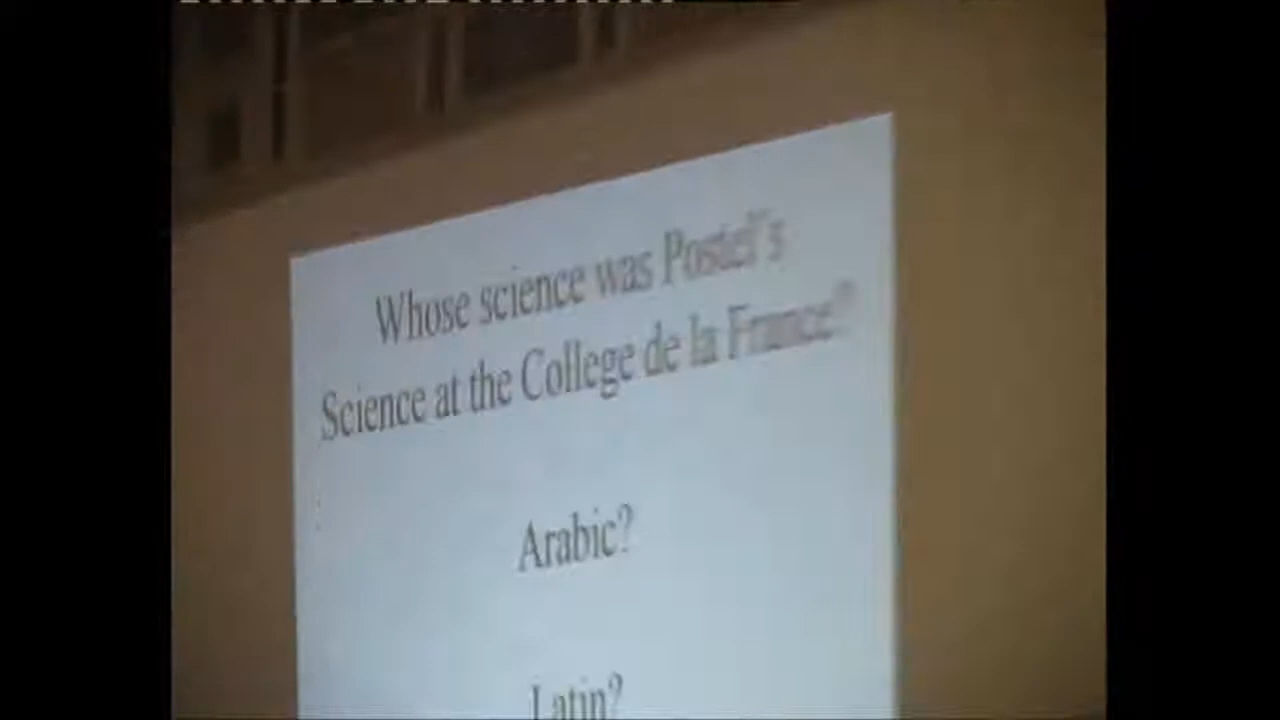 Whose science was Postel's
Science at the College de la France?
Arabic?
Latin?